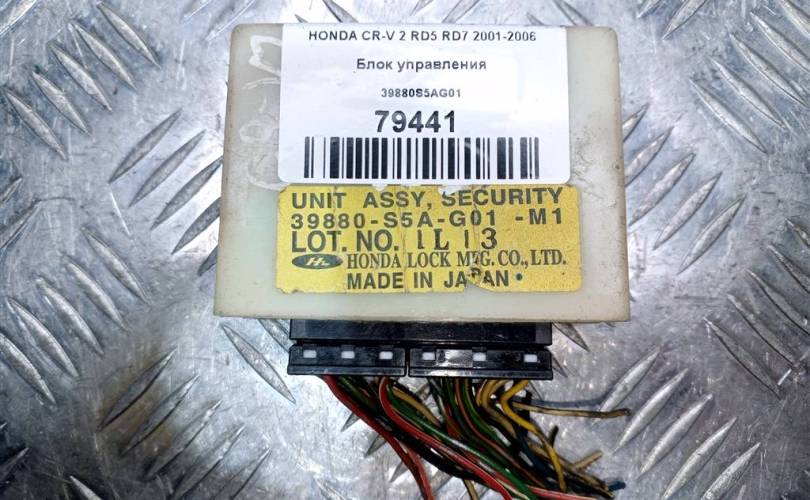 HONDA CR-V 2 RD5 RD7 2001-2006
Блок управления
39880S5AG01
79441
UNIT ASSY, SECURITY
39880-S5A-G01 -M1
LOT. NO. 1L13
HONDA LOCK MFG. CO., LTD.
MADE IN JAPAN